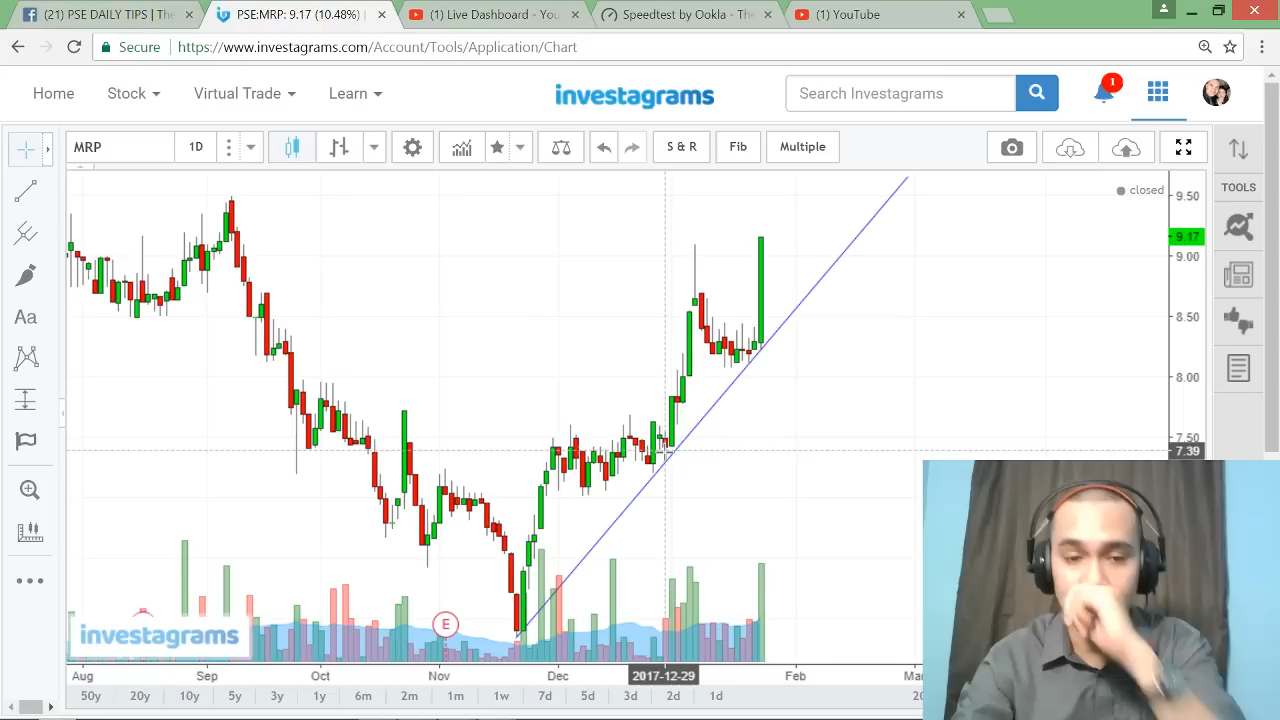 (21) PSE DAILY TIPS | The
PSE:MRP: 9.17 (10.48%) |
(1) Live Dashboard - You
Speedtest by Ookla - The
(1) YouTube
Secure
https://www.investagrams.com/Account/Tools/Application/Chart
Home
Stock
Virtual Trade
Learn
investagrams
Search Investagrams
1
MRP
1D
S & R
Fib
Multiple
TOOLS
closed
9.50
9.17
9.00
8.50
8.00
7.50
7.39
Aa
E
investagrams
Aug
Sep
Oct
Nov
Dec
2017-12-29
Feb
50y
20y
10y
5y
3y
1y
6m
2m
1m
1w
7d
5d
3d
2d
1d